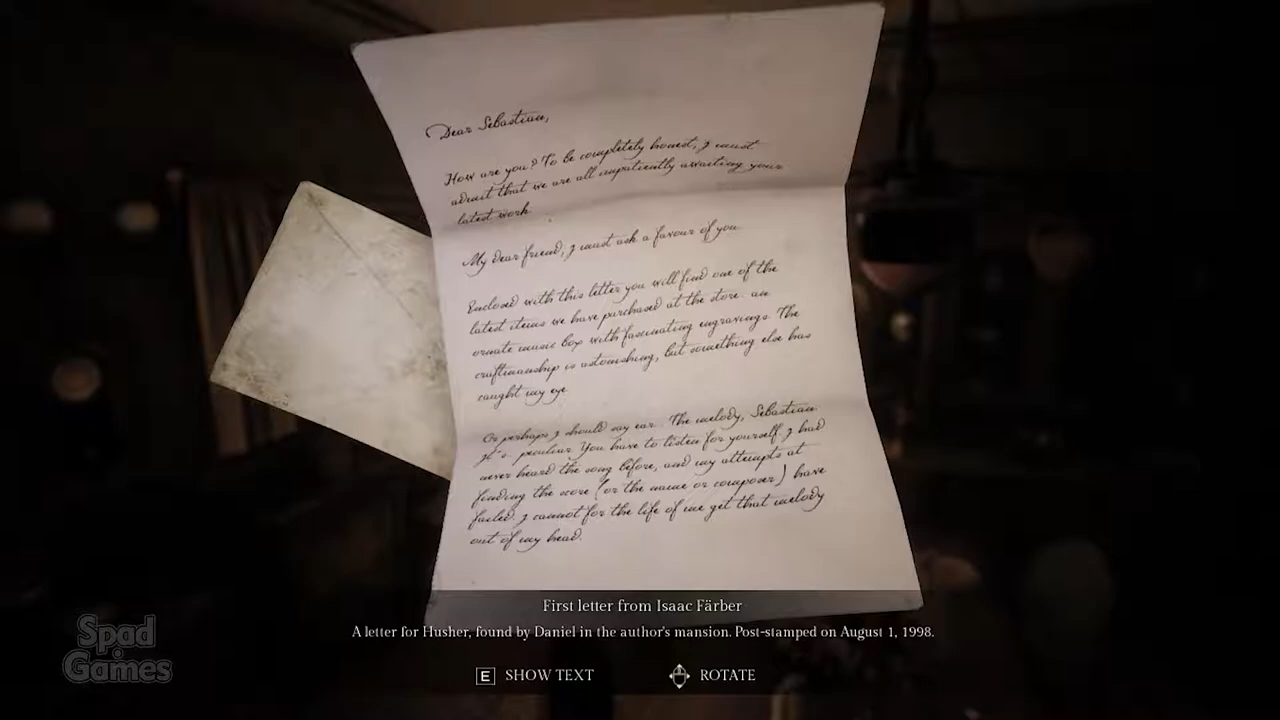 Dear Sebastian,
How are you? To be completely honest, I must
admit that we are all impatiently awaiting your
latest work.
My dear friend, I must ask a favour of you.
Enclosed with this letter you will find one of the
latest items we have purchased at the store: an
ornate music box with fascinating engravings. The
craftmanship is astonishing, but something else has
caught my eye.
Or perhaps I should say ear... The melody, Sebastian.
It's... peculiar. You have to listen for yourself. I had
never heard the song before, and my attempts at
finding the score (or the name or composer) have
failed. I cannot for the life of me get that melody
out of my head.
First letter from Isaac Färber
A letter for Husher, found by Daniel in the author's mansion. Post-stamped on August 1, 1998.
E SHOW TEXT ROTATE
Spad
Games